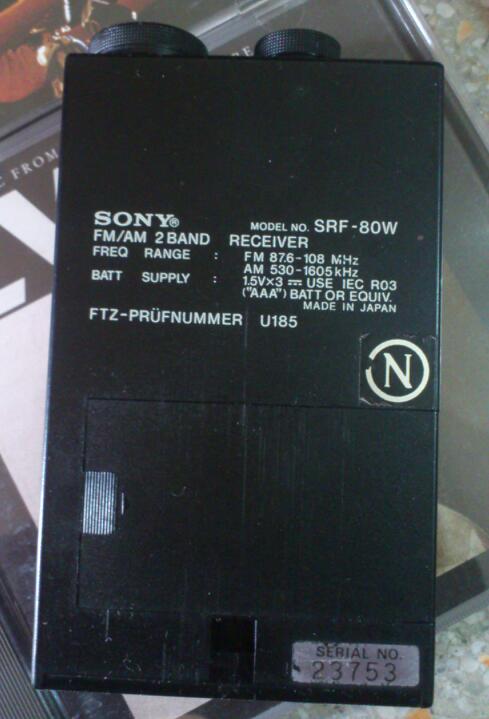 E FROM
SONY®
MODEL NO. SRF-80W
FM/AM 2 BAND RECEIVER
FREQ RANGE : FM 87.6-108 MHz
AM 530-1605 kHz
BATT SUPPLY : 1.5V×3 ⎓ USE IEC R03
("AAA") BATT OR EQUIV.
MADE IN JAPAN
FTZ-PRÜFNUMMER U185
N
SERIAL NO.
23753